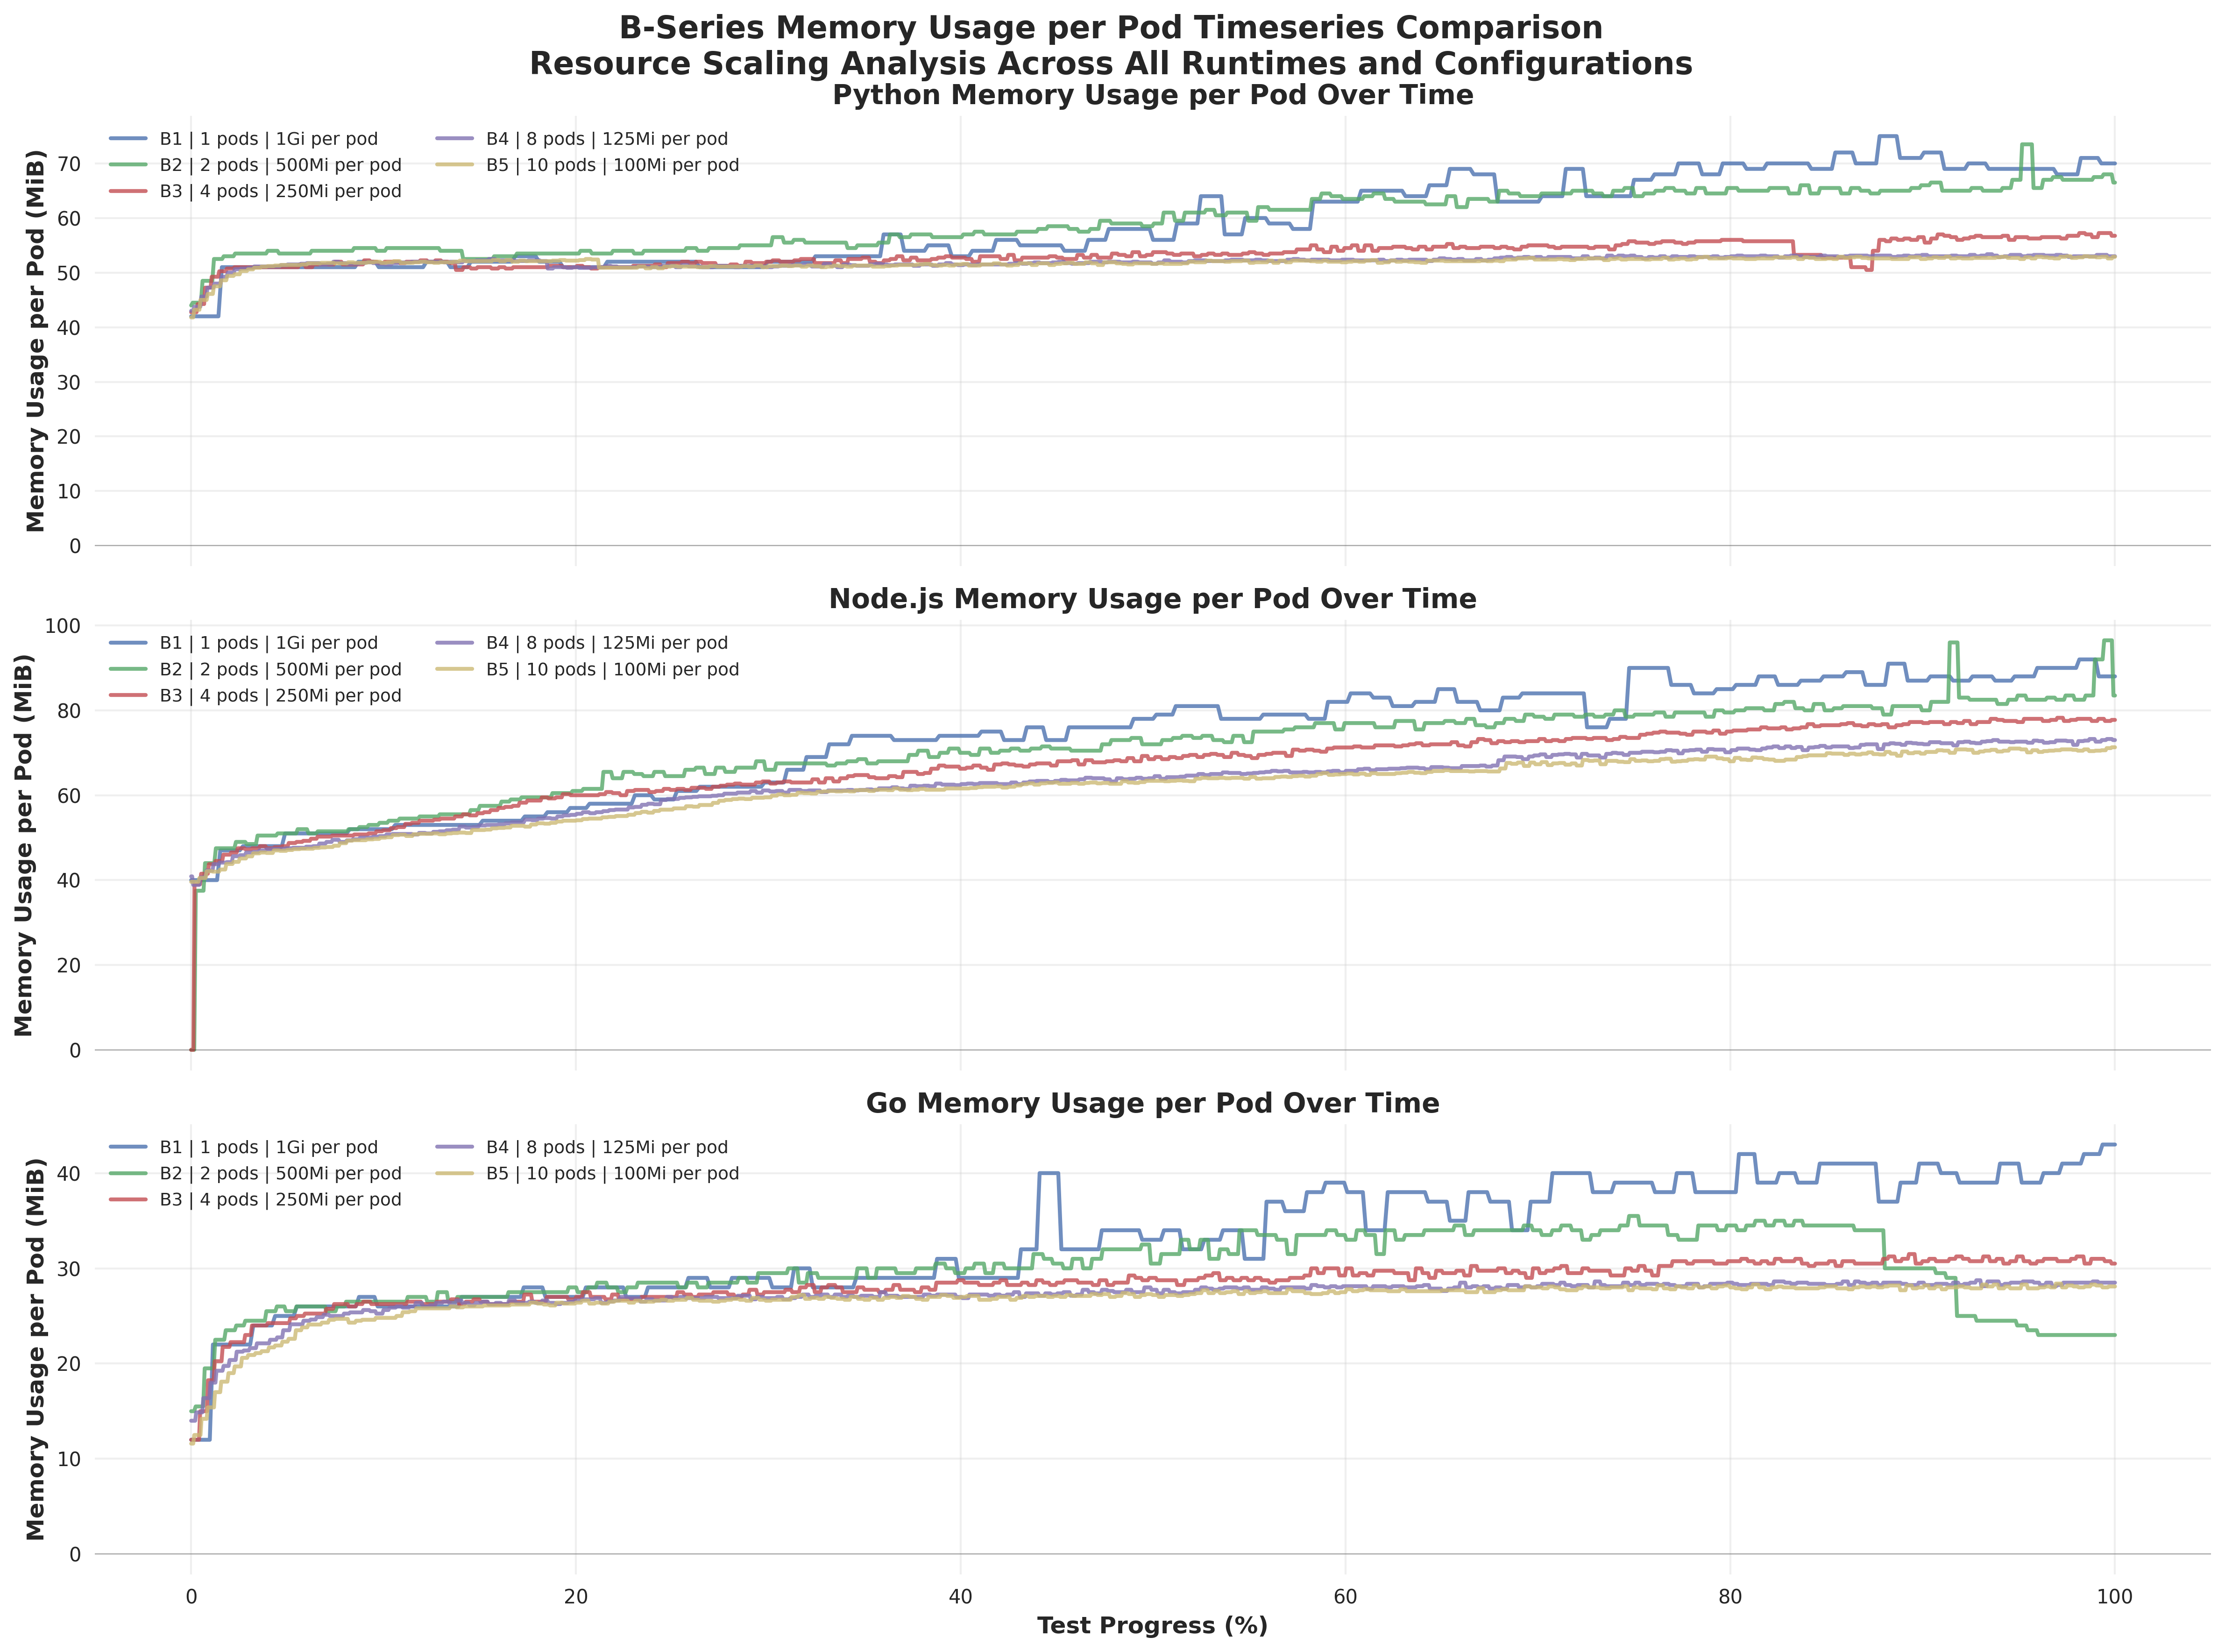 B-Series Memory Usage per Pod Timeseries Comparison
Resource Scaling Analysis Across All Runtimes and Configurations
Python Memory Usage per Pod Over Time
Memory Usage per Pod (MiB)
70
60
50
40
30
20
10
0
B1 | 1 pods | 1Gi per pod
B2 | 2 pods | 500Mi per pod
B3 | 4 pods | 250Mi per pod
B4 | 8 pods | 125Mi per pod
B5 | 10 pods | 100Mi per pod
Node.js Memory Usage per Pod Over Time
Memory Usage per Pod (MiB)
100
80
60
40
20
0
B1 | 1 pods | 1Gi per pod
B2 | 2 pods | 500Mi per pod
B3 | 4 pods | 250Mi per pod
B4 | 8 pods | 125Mi per pod
B5 | 10 pods | 100Mi per pod
Go Memory Usage per Pod Over Time
Memory Usage per Pod (MiB)
40
30
20
10
0
B1 | 1 pods | 1Gi per pod
B2 | 2 pods | 500Mi per pod
B3 | 4 pods | 250Mi per pod
B4 | 8 pods | 125Mi per pod
B5 | 10 pods | 100Mi per pod
0 20 40 60 80 100
Test Progress (%)